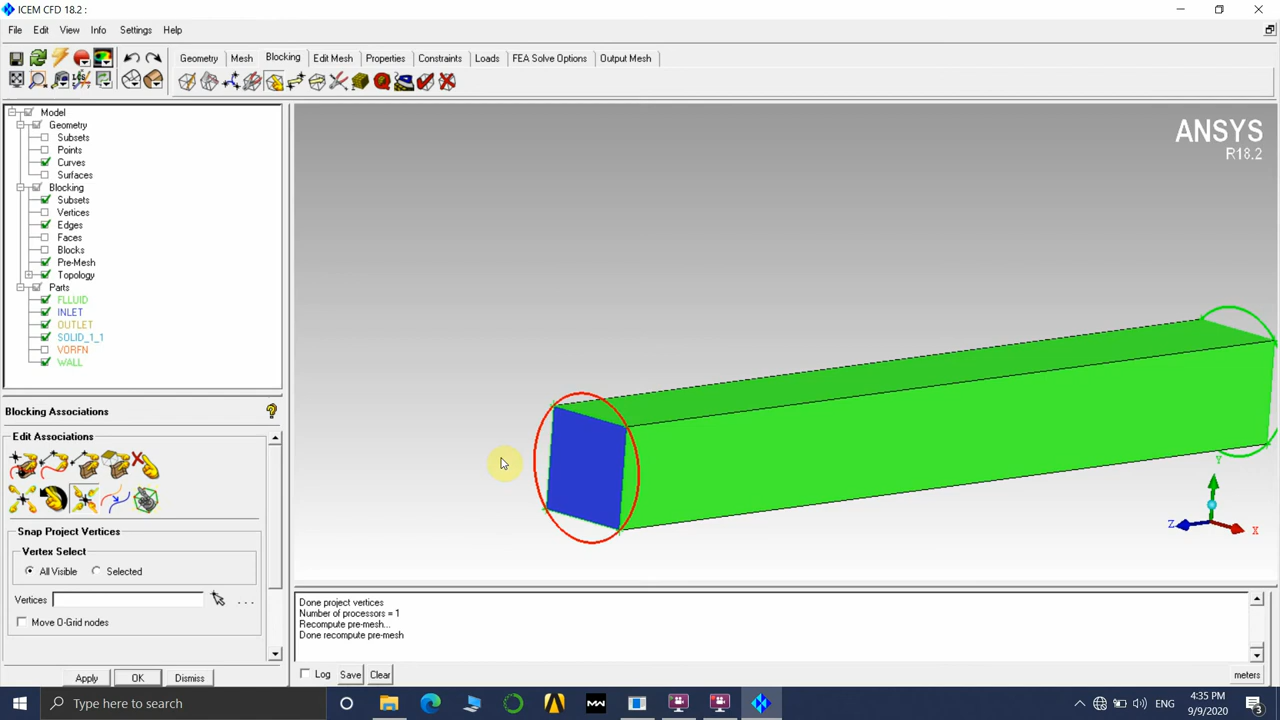 ICEM CFD 18.2 :
File Edit View Info Settings Help
Geometry Mesh Blocking Edit Mesh Properties Constraints Loads FEA Solve Options Output Mesh
Model
Geometry
Subsets
Points
Curves
Surfaces
Blocking
Subsets
Vertices
Edges
Faces
Blocks
Pre-Mesh
Topology
Parts
FLLUID
INLET
OUTLET
SOLID_1_1
VORFN
WALL
ANSYS
R18.2
Blocking Associations
Edit Associations
Snap Project Vertices
Vertex Select
All Visible Selected
Vertices
Move O-Grid nodes
Apply OK Dismiss
Y
Z
X
Done project vertices
Number of processors = 1
Recompute pre-mesh...
Done recompute pre-mesh
Log Save Clear
meters
Type here to search
ENG
4:35 PM
9/9/2020
3